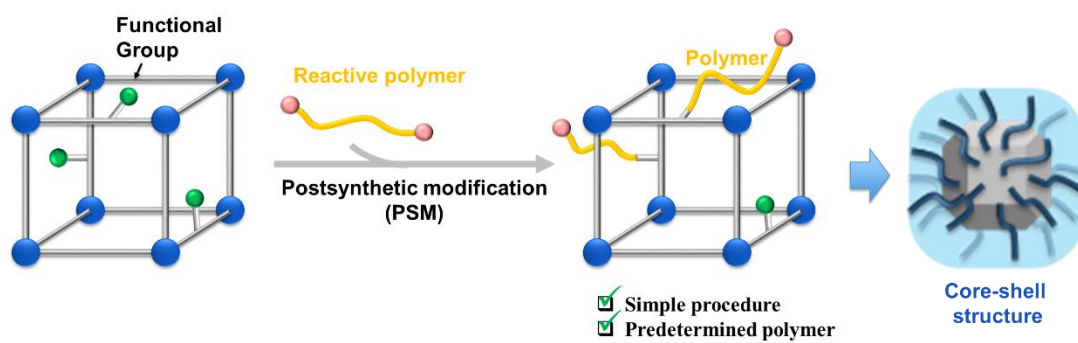 Functional
Group
Reactive polymer
Postsynthetic modification
(PSM)
Polymer
Simple procedure
Predetermined polymer
Core-shell
structure